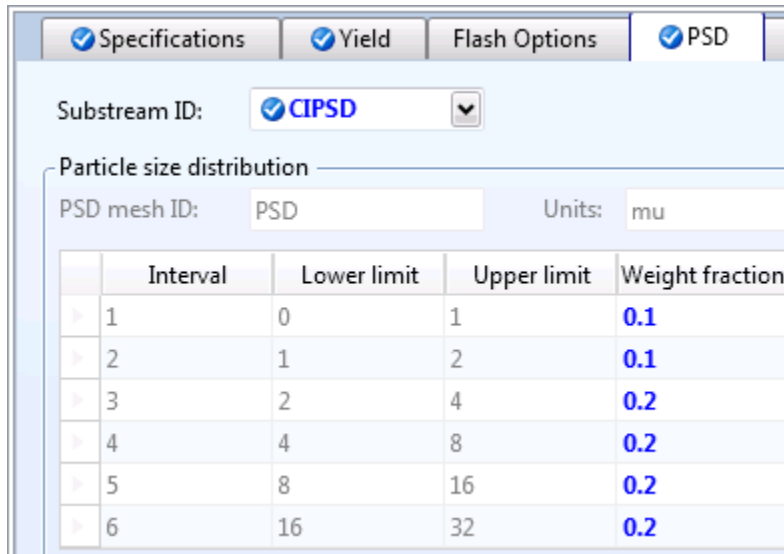 Specifications Yield Flash Options PSD
Substream ID: CIPSD
Particle size distribution
PSD mesh ID: PSD Units: mu
Interval Lower limit Upper limit Weight fraction
1 0 1 0.1
2 1 2 0.1
3 2 4 0.2
4 4 8 0.2
5 8 16 0.2
6 16 32 0.2